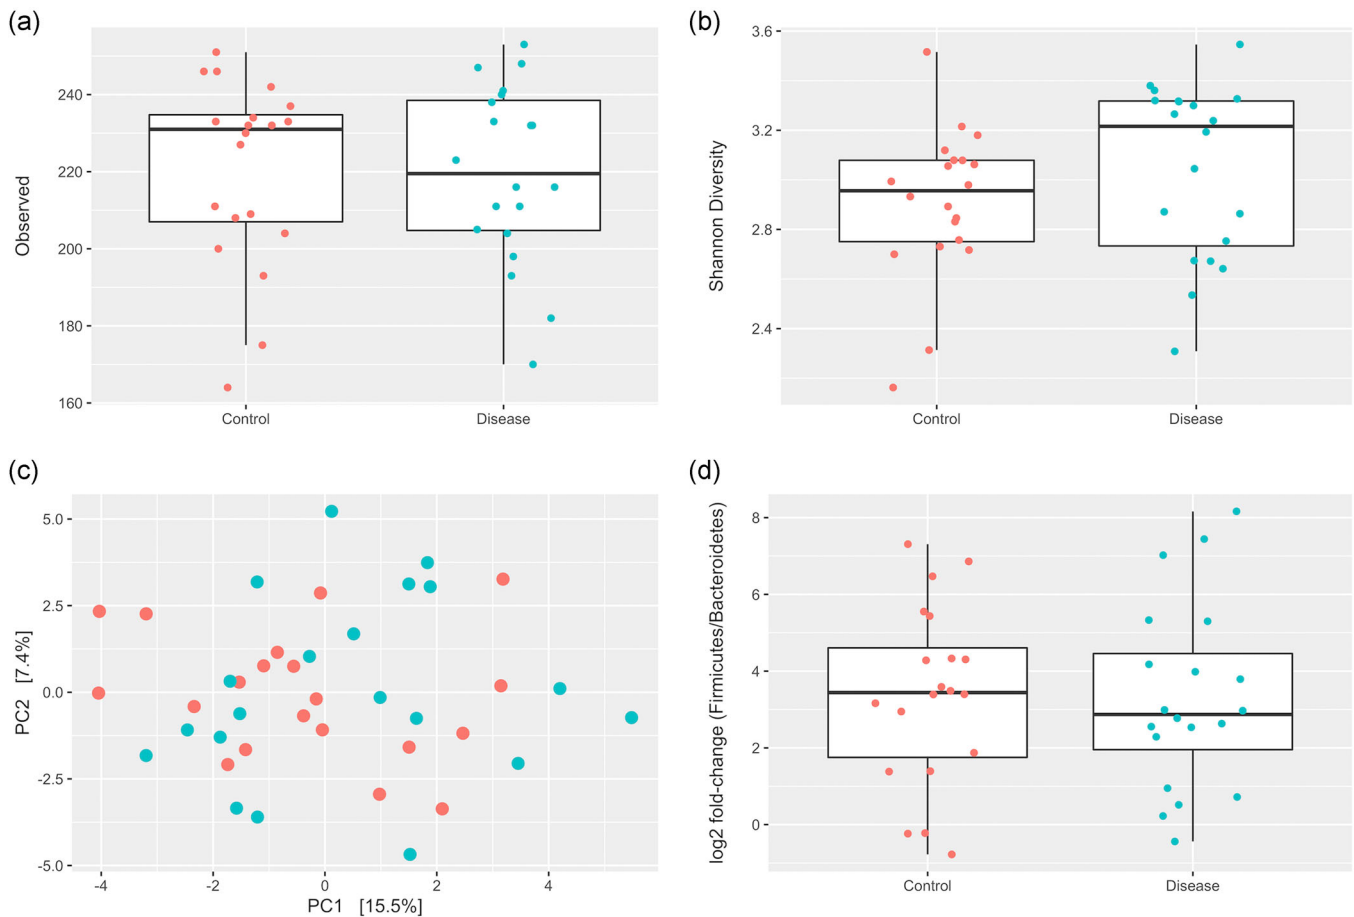 (a)
Observed
240
220
200
180
160
Control
Disease
(b)
Shannon Diversity
3.6
3.2
2.8
2.4
Control
Disease
(c)
PC2 [7.4%]
5.0
2.5
0.0
-2.5
-5.0
-4
-2
0
2
4
PC1 [15.5%]
(d)
log2 fold-change (Firmicutes/Bacteroidetes)
8
6
4
2
0
Control
Disease